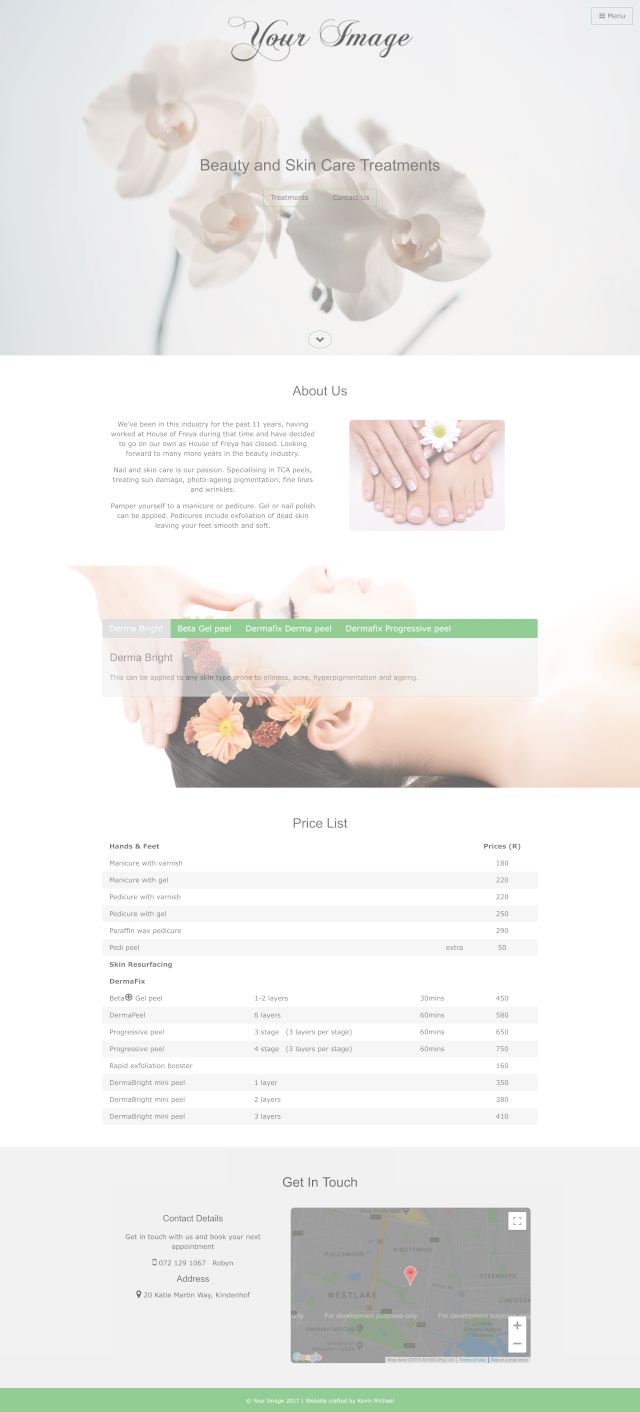 Your Image
≡ Menu
Beauty and Skin Care Treatments
Treatments
Contact Us
About Us
We've been in this industry for the past 11 years, having
worked at House of Freya during that time and have decided
to go on our own as House of Freya has closed. Looking
forward to many more years in the beauty industry.
Nail and skin care is our passion. Specialising in TCA peels,
treating sun damage, photo-ageing pigmentation, fine lines
and wrinkles.
Pamper yourself to a manicure or pedicure. Gel or nail polish
can be applied. Pedicures include exfoliation of dead skin
leaving your feet smooth and soft.
Derma Bright Beta Gel peel Dermafix Derma peel Dermafix Progressive peel
Derma Bright
This can be applied to any skin type prone to oiliness, acne, hyperpigmentation and ageing.
Price List
Hands & Feet Prices (R)
Manicure with varnish 180
Manicure with gel 220
Pedicure with varnish 220
Pedicure with gel 250
Paraffin wax pedicure 290
Pedi peel extra 50
Skin Resurfacing
DermaFix
Beta⊕ Gel peel 1-2 layers 30mins 450
DermaPeel 6 layers 60mins 580
Progressive peel 3 stage (3 layers per stage) 60mins 650
Progressive peel 4 stage (3 layers per stage) 60mins 750
Rapid exfoliation booster 160
DermaBright mini peel 1 layer 350
DermaBright mini peel 2 layers 380
DermaBright mini peel 3 layers 410
Get In Touch
Contact Details
Get in touch with us and book your next
appointment
072 129 1067 Robyn
Address
20 Katie Martin Way, Kirstenhof
POLLSMOOR
KIRSTENHOF
STEENBERG
WESTLAKE
For development purposes only
For development purposes
Westlake Golf Club
+
−
Google
Terms of Use
Report a map error
© Your Image 2017 | Website crafted by Kevin Michael